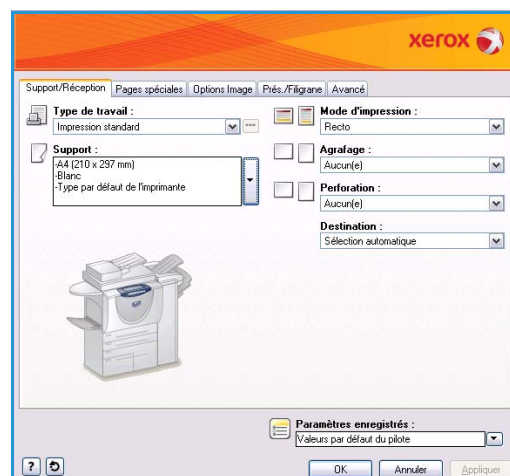 xerox
Support/Réception Pages spéciales Options Image Prés./Filigrane Avancé
Type de travail :
Impression standard
Support :
-A4 (210 x 297 mm)
-Blanc
-Type par défaut de l'imprimante
Mode d'impression :
Recto
Agrafage :
Aucun(e)
Perforation :
Aucun(e)
Destination :
Sélection automatique
Paramètres enregistrés :
Valeurs par défaut du pilote
?
OK Annuler Appliquer